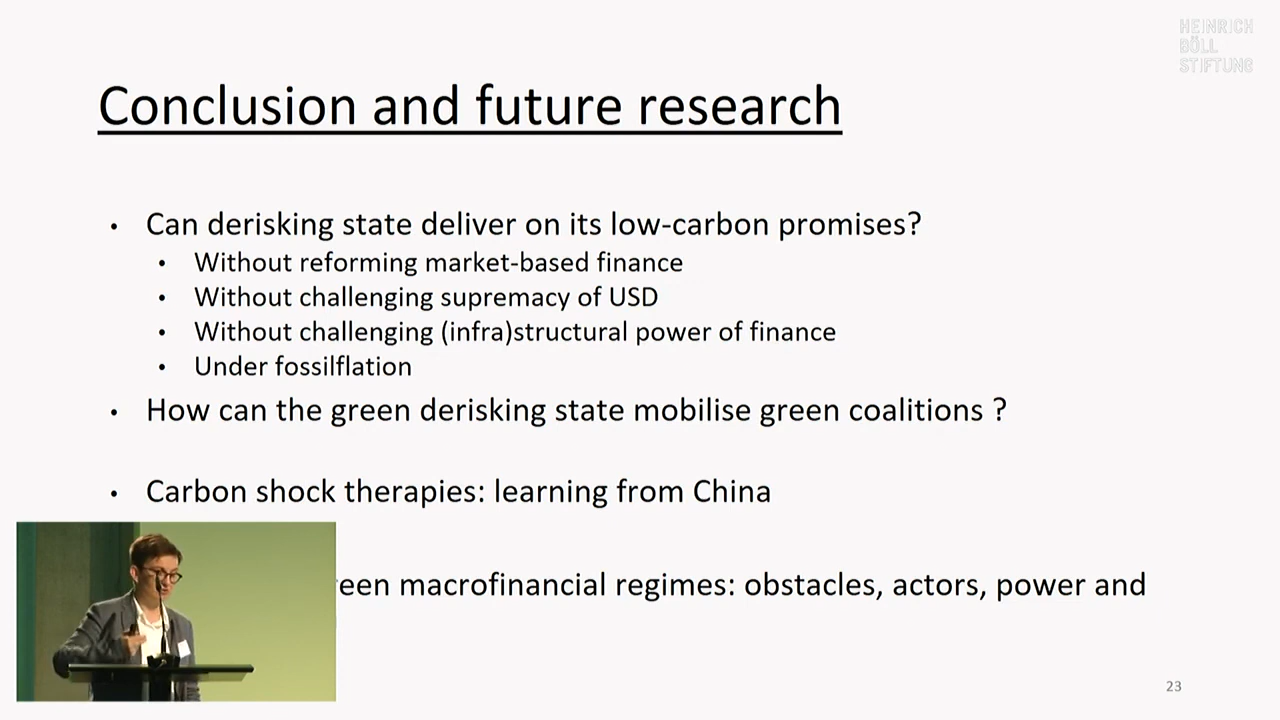 HEINRICH
BÖLL
STIFTUNG
Conclusion and future research
• Can derisking state deliver on its low-carbon promises?
• Without reforming market-based finance
• Without challenging supremacy of USD
• Without challenging (infra)structural power of finance
• Under fossilflation
• How can the green derisking state mobilise green coalitions ?
• Carbon shock therapies: learning from China
een macrofinancial regimes: obstacles, actors, power and
23